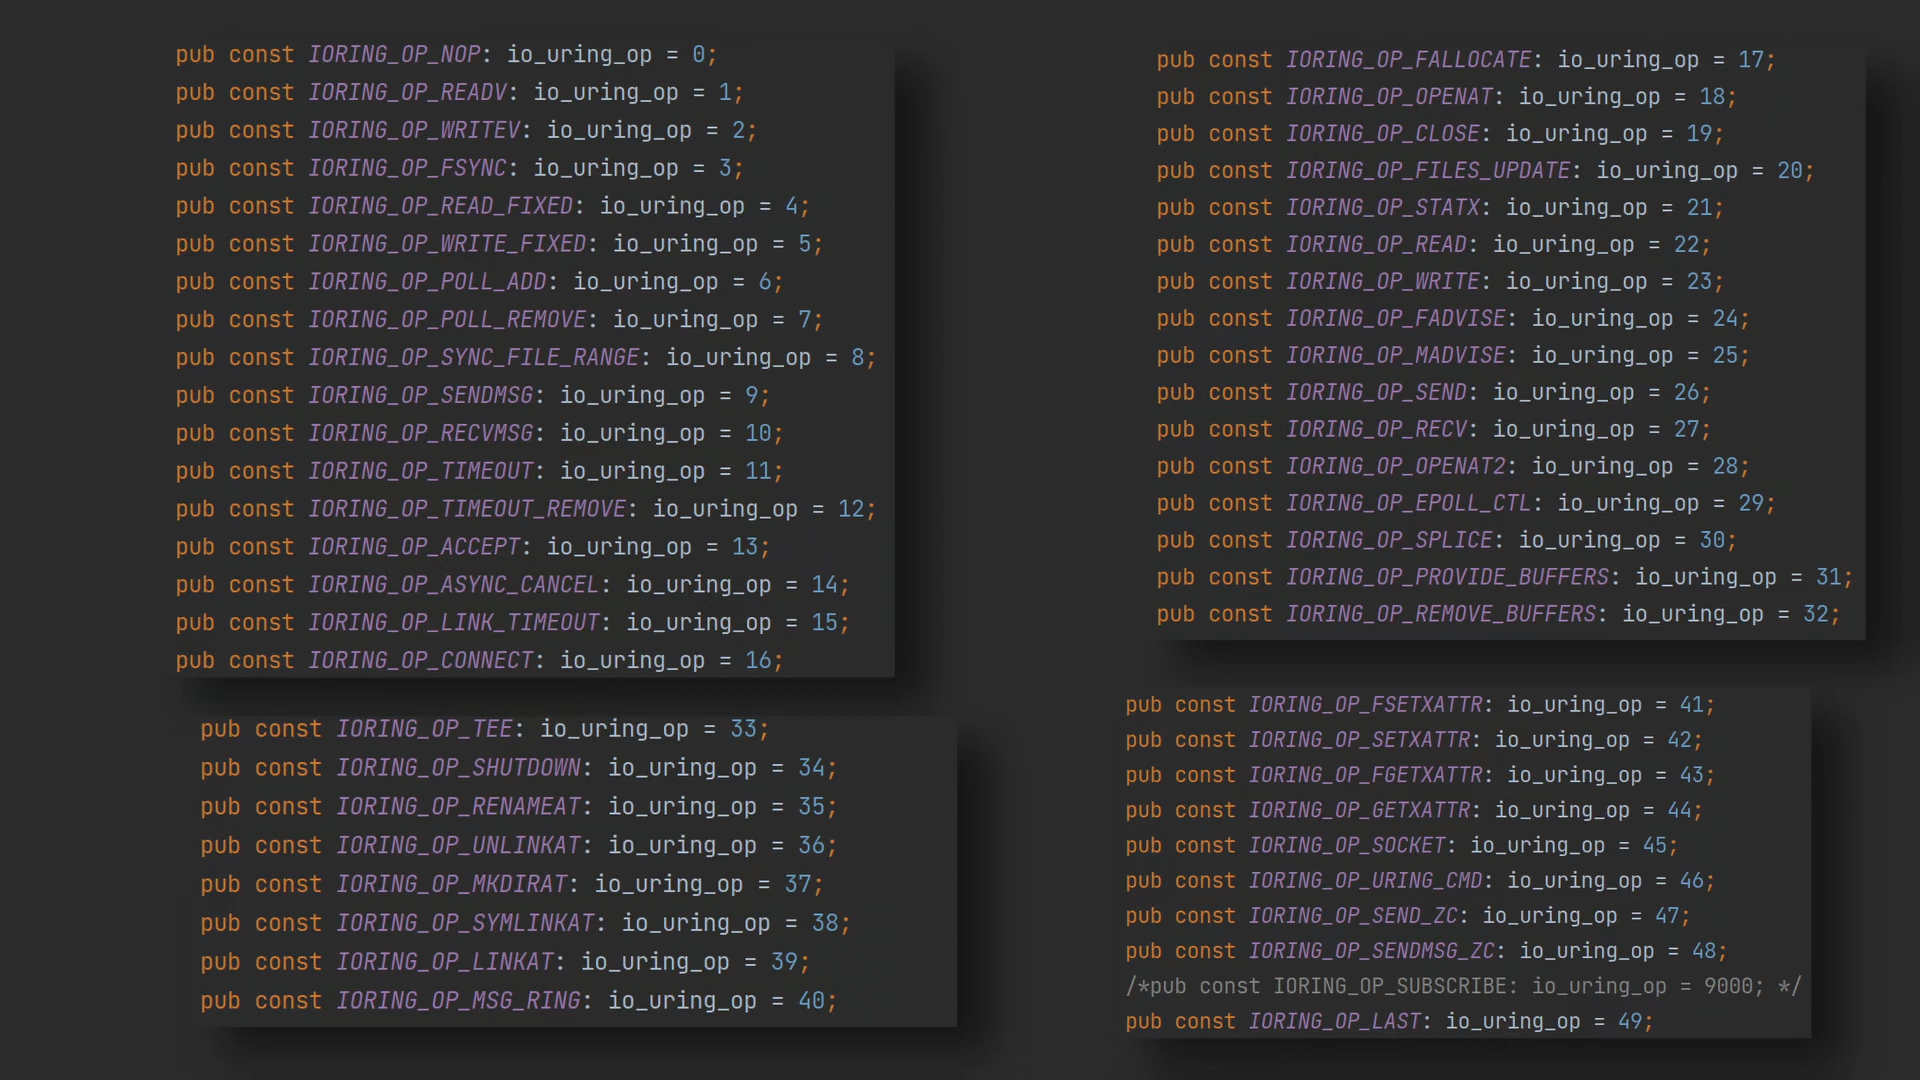 pub const IORING_OP_NOP: io_uring_op = 0;
pub const IORING_OP_READV: io_uring_op = 1;
pub const IORING_OP_WRITEV: io_uring_op = 2;
pub const IORING_OP_FSYNC: io_uring_op = 3;
pub const IORING_OP_READ_FIXED: io_uring_op = 4;
pub const IORING_OP_WRITE_FIXED: io_uring_op = 5;
pub const IORING_OP_POLL_ADD: io_uring_op = 6;
pub const IORING_OP_POLL_REMOVE: io_uring_op = 7;
pub const IORING_OP_SYNC_FILE_RANGE: io_uring_op = 8;
pub const IORING_OP_SENDMSG: io_uring_op = 9;
pub const IORING_OP_RECVMSG: io_uring_op = 10;
pub const IORING_OP_TIMEOUT: io_uring_op = 11;
pub const IORING_OP_TIMEOUT_REMOVE: io_uring_op = 12;
pub const IORING_OP_ACCEPT: io_uring_op = 13;
pub const IORING_OP_ASYNC_CANCEL: io_uring_op = 14;
pub const IORING_OP_LINK_TIMEOUT: io_uring_op = 15;
pub const IORING_OP_CONNECT: io_uring_op = 16;
pub const IORING_OP_FALLOCATE: io_uring_op = 17;
pub const IORING_OP_OPENAT: io_uring_op = 18;
pub const IORING_OP_CLOSE: io_uring_op = 19;
pub const IORING_OP_FILES_UPDATE: io_uring_op = 20;
pub const IORING_OP_STATX: io_uring_op = 21;
pub const IORING_OP_READ: io_uring_op = 22;
pub const IORING_OP_WRITE: io_uring_op = 23;
pub const IORING_OP_FADVISE: io_uring_op = 24;
pub const IORING_OP_MADVISE: io_uring_op = 25;
pub const IORING_OP_SEND: io_uring_op = 26;
pub const IORING_OP_RECV: io_uring_op = 27;
pub const IORING_OP_OPENAT2: io_uring_op = 28;
pub const IORING_OP_EPOLL_CTL: io_uring_op = 29;
pub const IORING_OP_SPLICE: io_uring_op = 30;
pub const IORING_OP_PROVIDE_BUFFERS: io_uring_op = 31;
pub const IORING_OP_REMOVE_BUFFERS: io_uring_op = 32;
pub const IORING_OP_TEE: io_uring_op = 33;
pub const IORING_OP_SHUTDOWN: io_uring_op = 34;
pub const IORING_OP_RENAMEAT: io_uring_op = 35;
pub const IORING_OP_UNLINKAT: io_uring_op = 36;
pub const IORING_OP_MKDIRAT: io_uring_op = 37;
pub const IORING_OP_SYMLINKAT: io_uring_op = 38;
pub const IORING_OP_LINKAT: io_uring_op = 39;
pub const IORING_OP_MSG_RING: io_uring_op = 40;
pub const IORING_OP_FSETXATTR: io_uring_op = 41;
pub const IORING_OP_SETXATTR: io_uring_op = 42;
pub const IORING_OP_FGETXATTR: io_uring_op = 43;
pub const IORING_OP_GETXATTR: io_uring_op = 44;
pub const IORING_OP_SOCKET: io_uring_op = 45;
pub const IORING_OP_URING_CMD: io_uring_op = 46;
pub const IORING_OP_SEND_ZC: io_uring_op = 47;
pub const IORING_OP_SENDMSG_ZC: io_uring_op = 48;
/*pub const IORING_OP_SUBSCRIBE: io_uring_op = 9000; */
pub const IORING_OP_LAST: io_uring_op = 49;